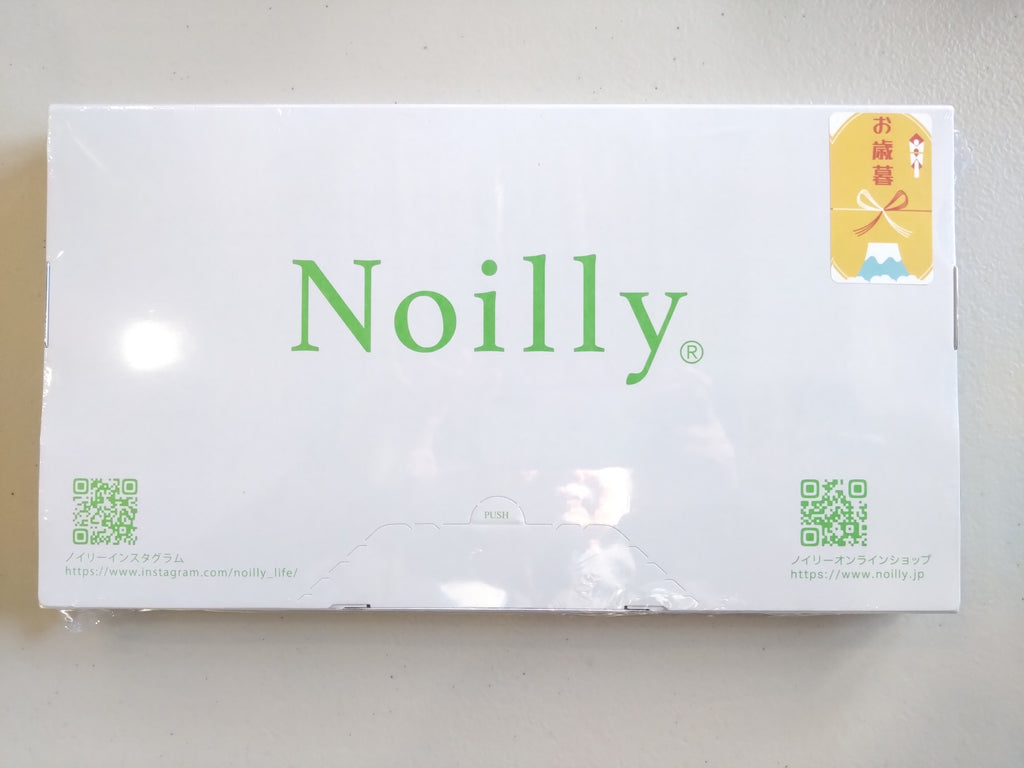 お歳暮
Noilly®
PUSH
ノイリーインスタグラム
https://www.instagram.com/noilly_life/
ノイリーオンラインショップ
https://www.noilly.jp